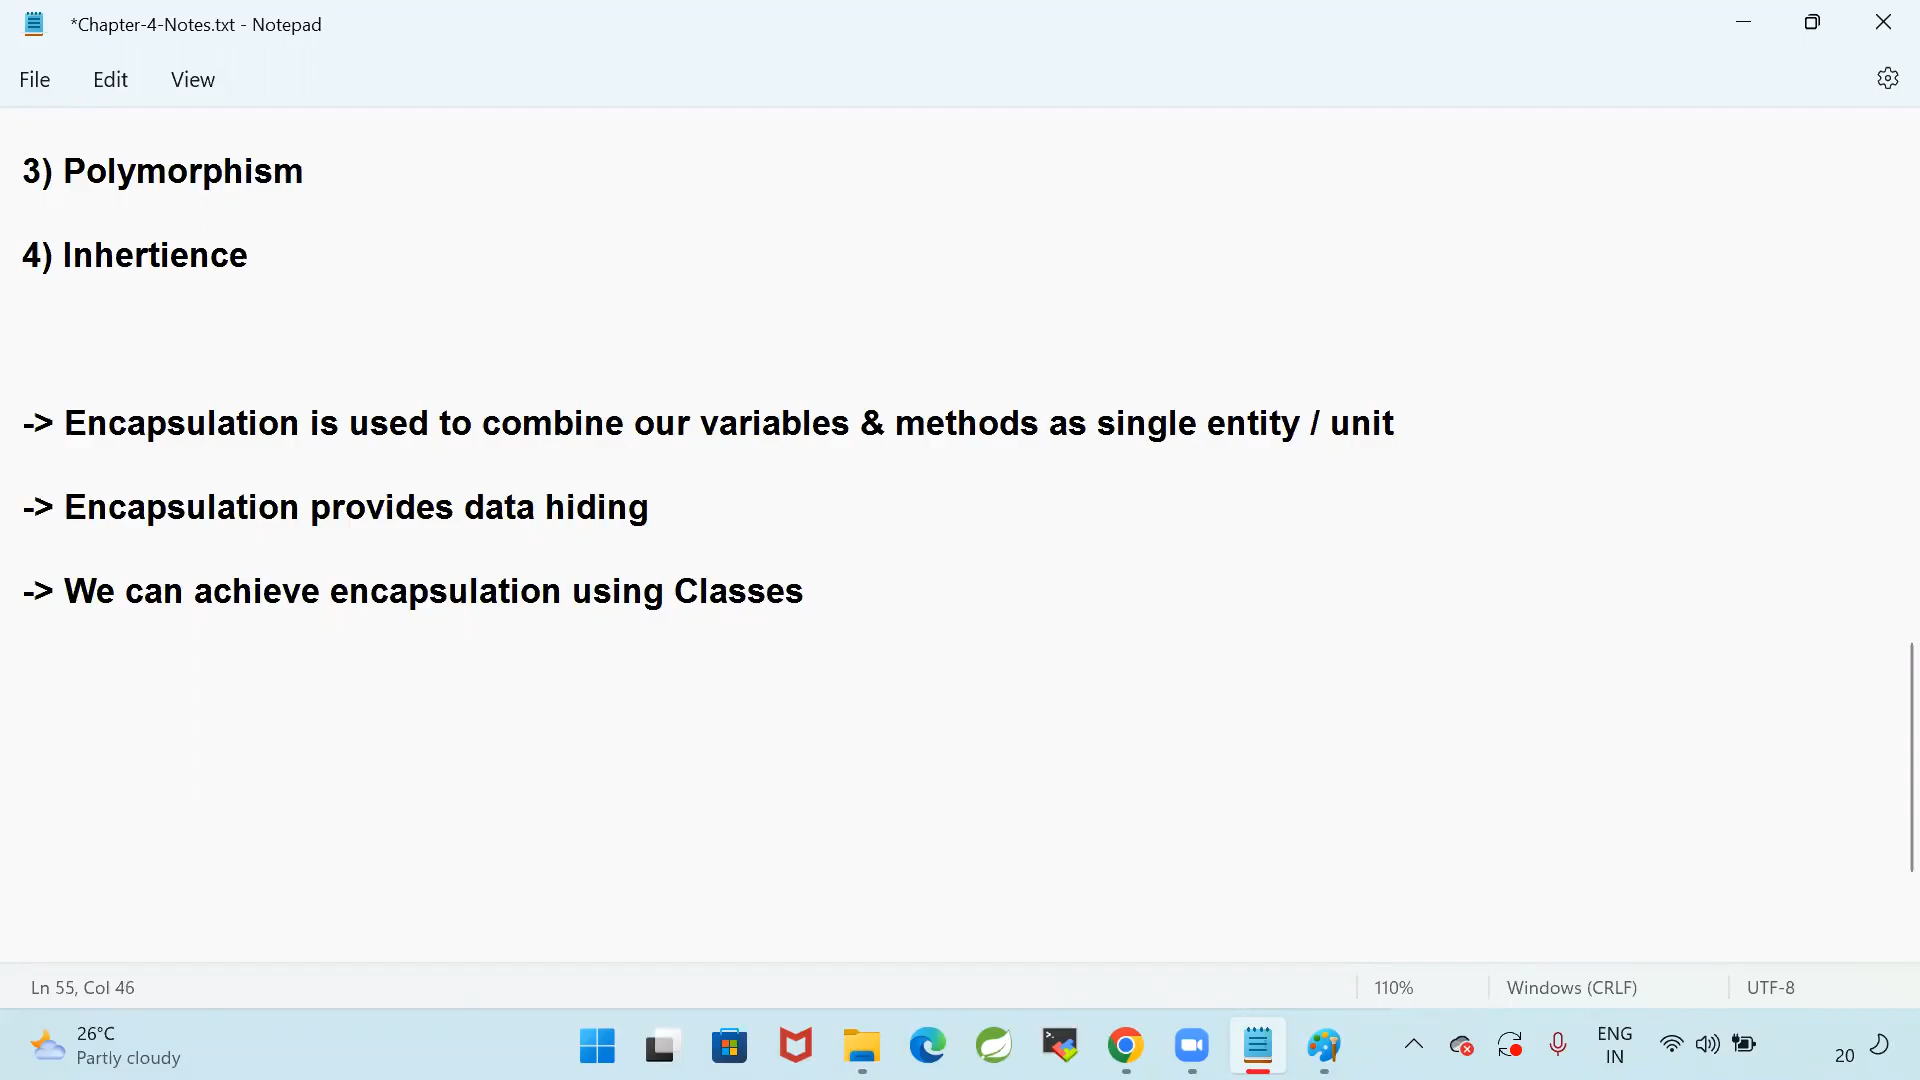 *Chapter-4-Notes.txt - Notepad
File Edit View
3) Polymorphism
4) Inhertience
-> Encapsulation is used to combine our variables & methods as single entity / unit
-> Encapsulation provides data hiding
-> We can achieve encapsulation using Classes
Ln 55, Col 46 110% Windows (CRLF) UTF-8
26°C
Partly cloudy
ENG
IN
20